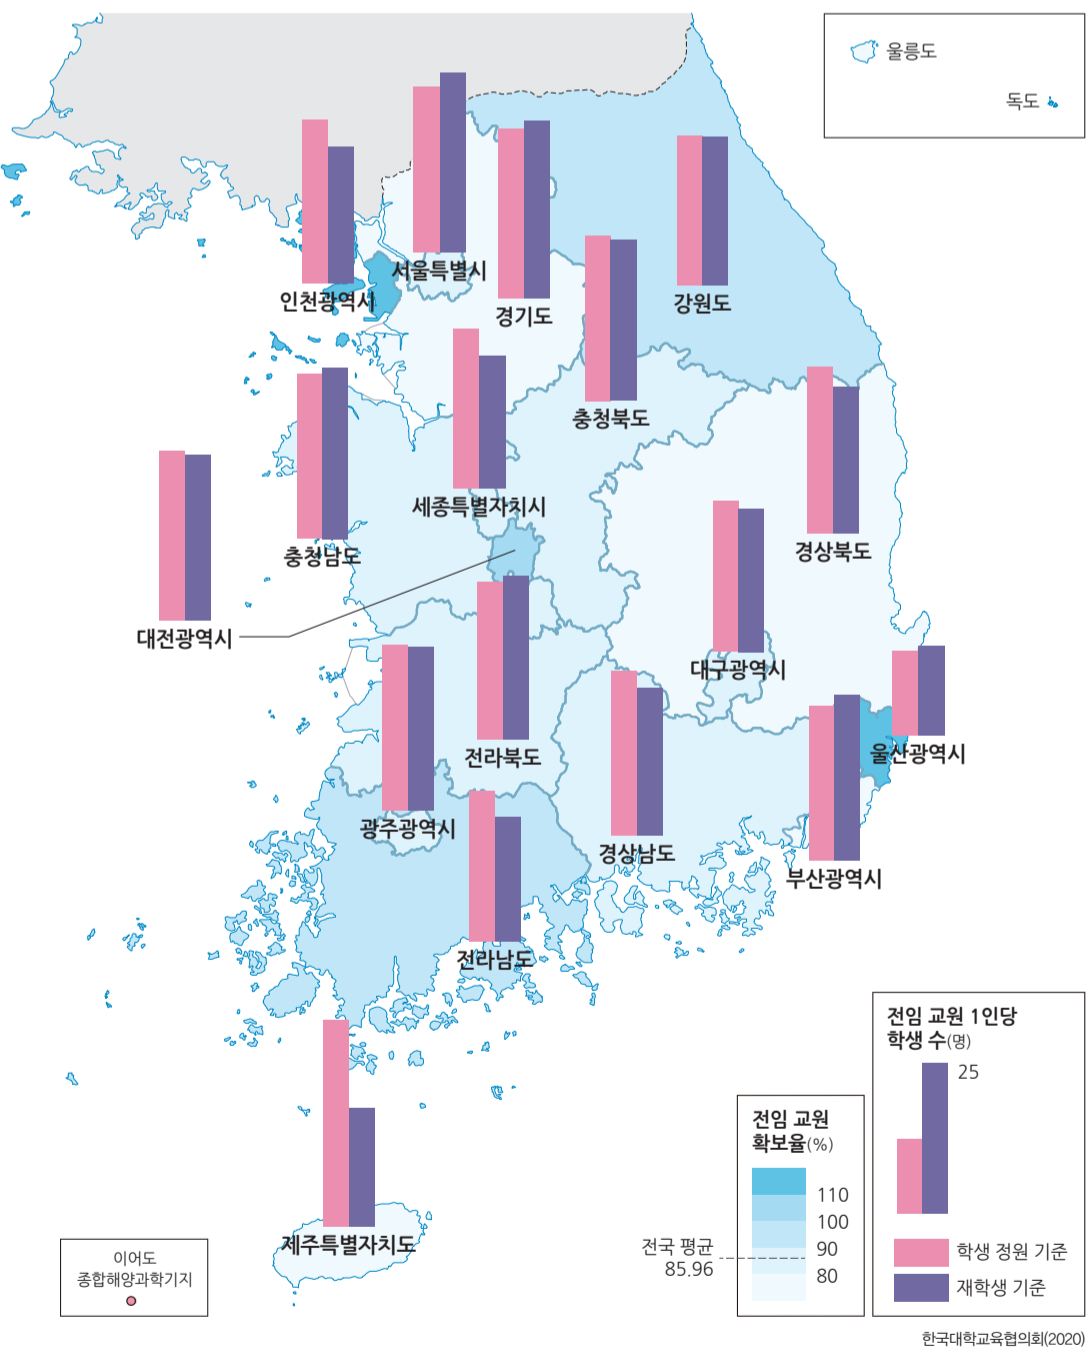 울릉도
독도
서울특별시
인천광역시
경기도
강원도
충청북도
세종특별자치시
충청남도
경상북도
대전광역시
대구광역시
전라북도
울산광역시
광주광역시
경상남도
부산광역시
전라남도
제주특별자치도
이어도
종합해양과학기지
전임 교원
확보율(%)
110
100
90
80
전국 평균
85.96
전임 교원 1인당
학생 수(명)
25
학생 정원 기준
재학생 기준
한국대학교육협의회(2020)